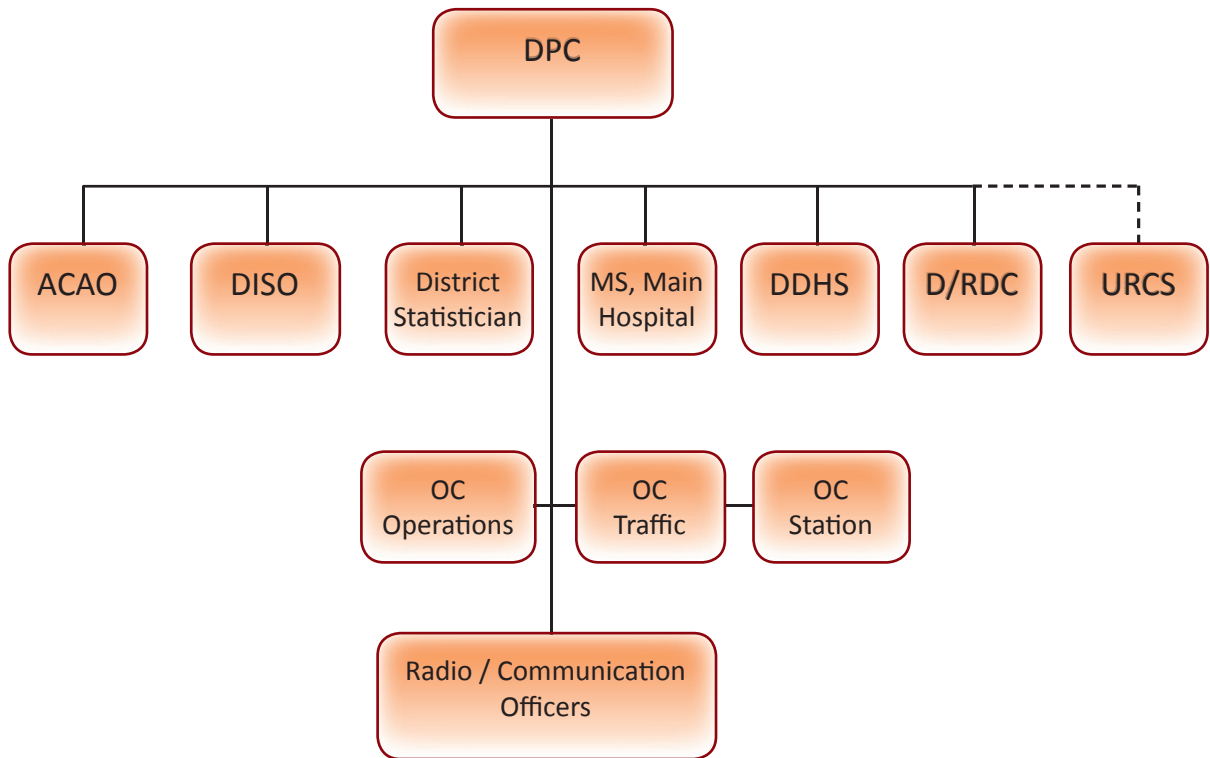 DPC
ACAO
DISO
District
Statistician
MS, Main
Hospital
DDHS
D/RDC
URCS
OC
Operations
OC
Traffic
OC
Station
Radio / Communication
Officers